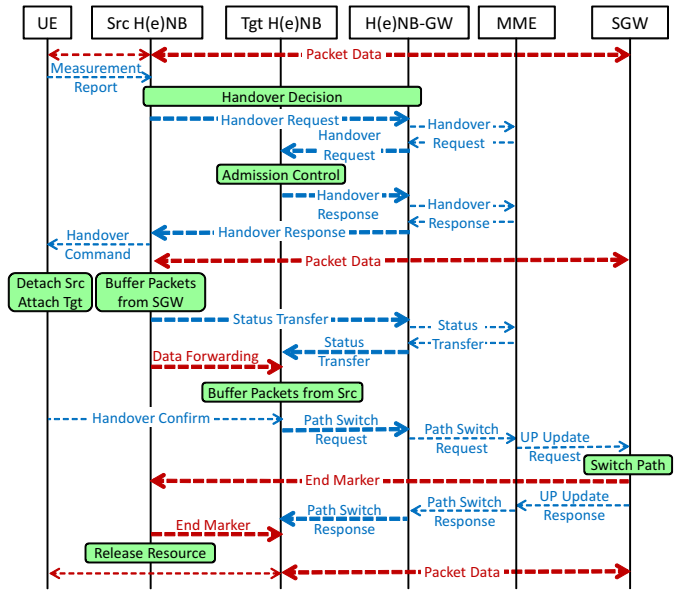 UE
Src H(e)NB
Tgt H(e)NB
H(e)NB-GW
MME
SGW
Packet Data
Measurement
Report
Handover Decision
Handover Request
Handover
Request
Handover
Request
Admission Control
Handover
Response
Handover
Response
Handover Response
Handover
Command
Packet Data
Detach Src
Attach Tgt
Buffer Packets
from SGW
Status Transfer
Status
Transfer
Status
Transfer
Data Forwarding
Buffer Packets from Src
Handover Confirm
Path Switch
Request
Path Switch
Request
UP Update
Request
Switch Path
End Marker
UP Update
Response
Path Switch
Response
Path Switch
Response
End Marker
Release Resource
Packet Data